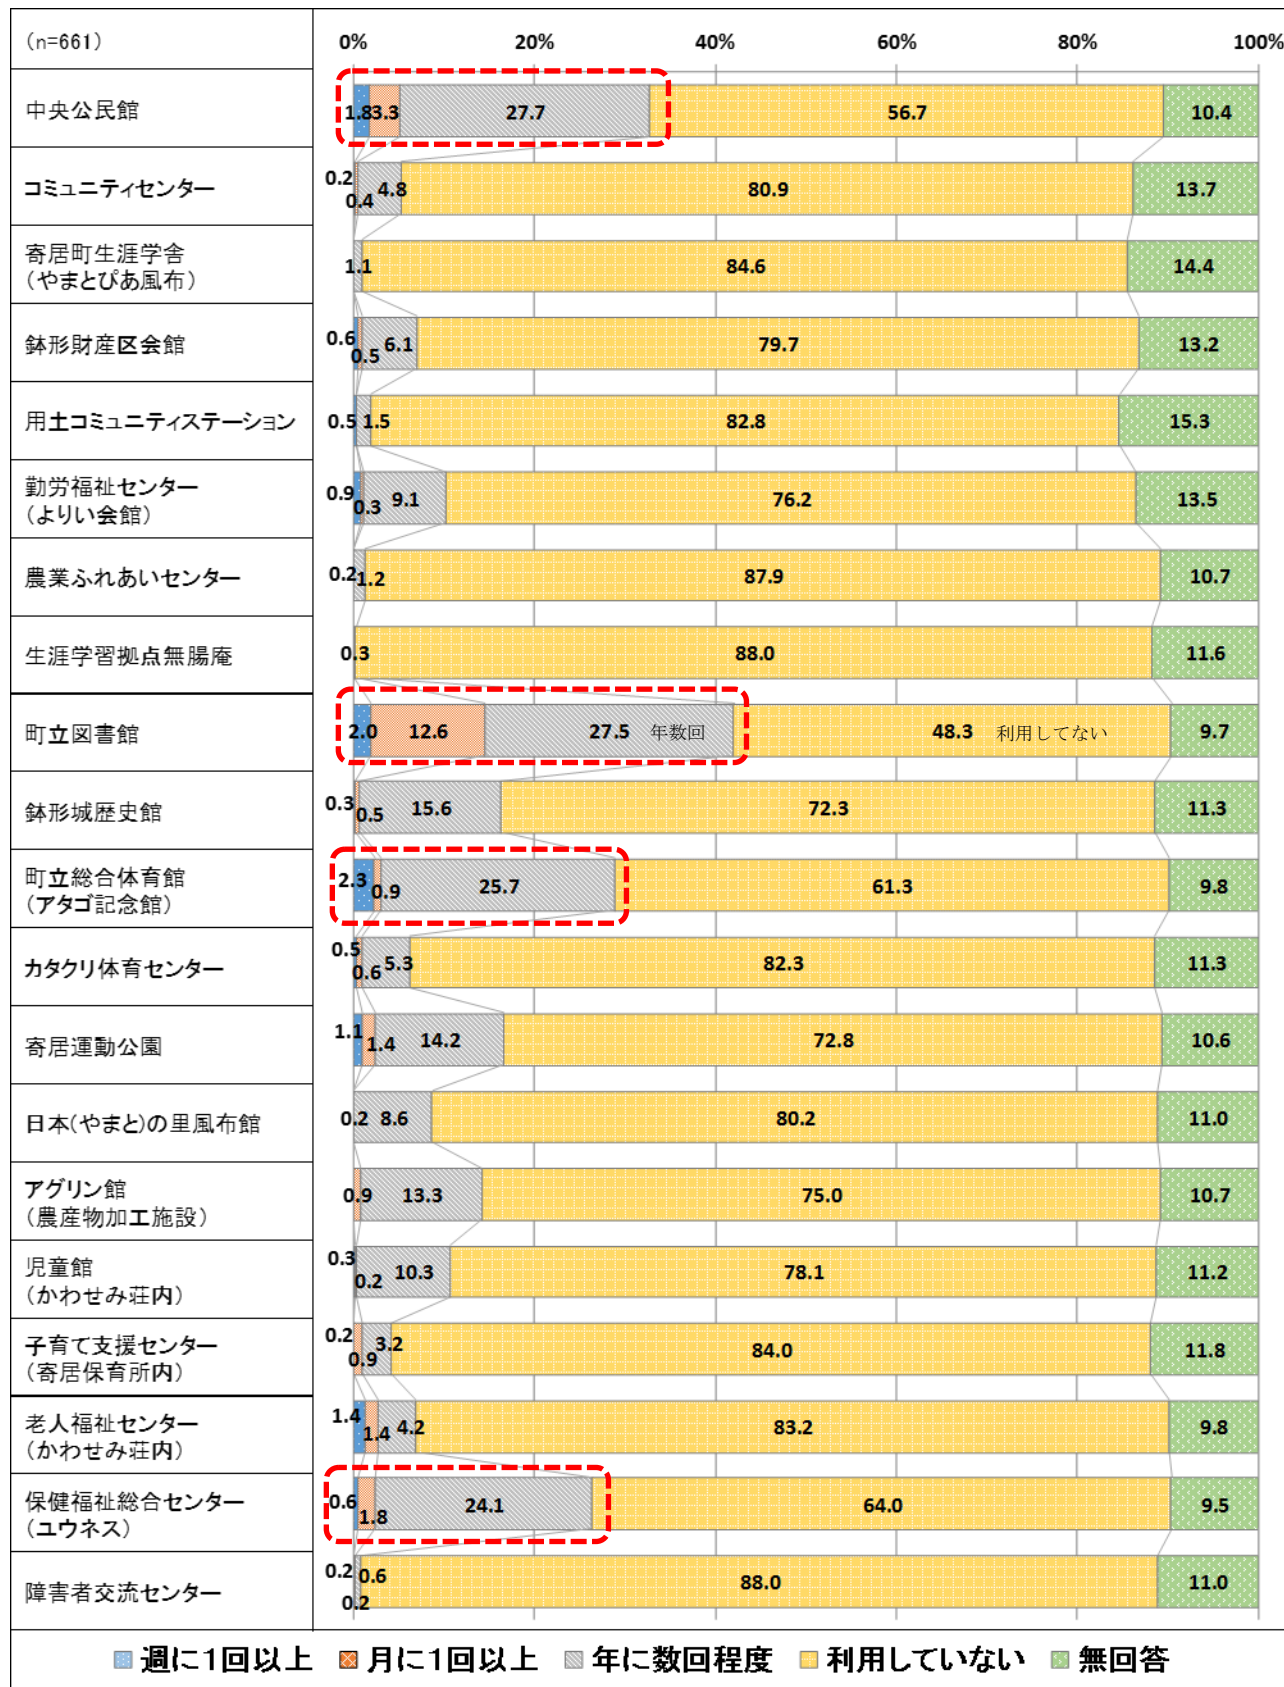 (n=661)
0% 20% 40% 60% 80% 100%
中央公民館
1.8 3.3 27.7 56.7 10.4
コミュニティセンター
0.2 0.4 4.8 80.9 13.7
寄居町生涯学舎
(やまとぴあ風布)
1.1 84.6 14.4
鉢形財産区会館
0.6 0.5 6.1 79.7 13.2
用土コミュニティステーション
0.5 1.5 82.8 15.3
勤労福祉センター
(よりい会館)
0.9 0.3 9.1 76.2 13.5
農業ふれあいセンター
0.2 1.2 87.9 10.7
生涯学習拠点無腸庵
0.3 88.0 11.6
町立図書館
2.0 12.6 27.5 年数回 48.3 利用してない 9.7
鉢形城歴史館
0.3 0.5 15.6 72.3 11.3
町立総合体育館
(アタゴ記念館)
2.3 0.9 25.7 61.3 9.8
カタクリ体育センター
0.5 0.6 5.3 82.3 11.3
寄居運動公園
1.1 1.4 14.2 72.8 10.6
日本(やまと)の里風布館
0.2 8.6 80.2 11.0
アグリン館
(農産物加工施設)
0.9 13.3 75.0 10.7
児童館
(かわせみ荘内)
0.3 0.2 10.3 78.1 11.2
子育て支援センター
(寄居保育所内)
0.2 0.9 3.2 84.0 11.8
老人福祉センター
(かわせみ荘内)
1.4 1.4 4.2 83.2 9.8
保健福祉総合センター
(ユウネス)
0.6 1.8 24.1 64.0 9.5
障害者交流センター
0.2 0.2 0.6 88.0 11.0
週に1回以上 月に1回以上 年に数回程度 利用していない 無回答